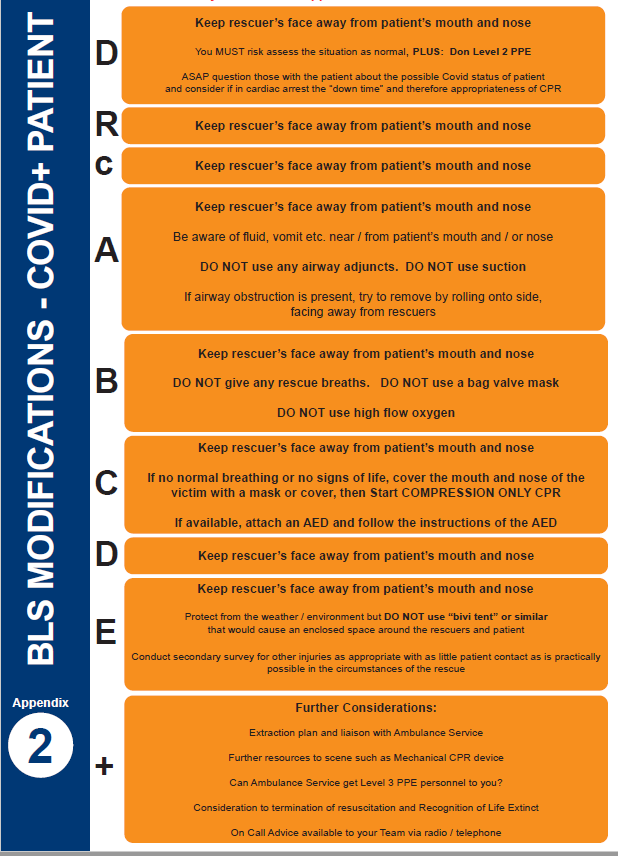 BLS MODIFICATIONS - COVID+ PATIENT
Appendix
2
D
Keep rescuer's face away from patient's mouth and nose
You MUST risk assess the situation as normal, PLUS: Don Level 2 PPE
ASAP question those with the patient about the possible Covid status of patient
and consider if in cardiac arrest the "down time" and therefore appropriateness of CPR
R
Keep rescuer's face away from patient's mouth and nose
c
Keep rescuer's face away from patient's mouth and nose
A
Keep rescuer's face away from patient's mouth and nose
Be aware of fluid, vomit etc. near / from patient's mouth and / or nose
DO NOT use any airway adjuncts. DO NOT use suction
If airway obstruction is present, try to remove by rolling onto side,
facing away from rescuers
B
Keep rescuer's face away from patient's mouth and nose
DO NOT give any rescue breaths. DO NOT use a bag valve mask
DO NOT use high flow oxygen
C
Keep rescuer's face away from patient's mouth and nose
If no normal breathing or no signs of life, cover the mouth and nose of the
victim with a mask or cover, then Start COMPRESSION ONLY CPR
If available, attach an AED and follow the instructions of the AED
D
Keep rescuer's face away from patient's mouth and nose
E
Keep rescuer's face away from patient's mouth and nose
Protect from the weather / environment but DO NOT use "bivi tent" or similar
that would cause an enclosed space around the rescuers and patient
Conduct secondary survey for other injuries as appropriate with as little patient contact as is practically
possible in the circumstances of the rescue
+
Further Considerations:
Extraction plan and liaison with Ambulance Service
Further resources to scene such as Mechanical CPR device
Can Ambulance Service get Level 3 PPE personnel to you?
Consideration to termination of resuscitation and Recognition of Life Extinct
On Call Advice available to your Team via radio / telephone